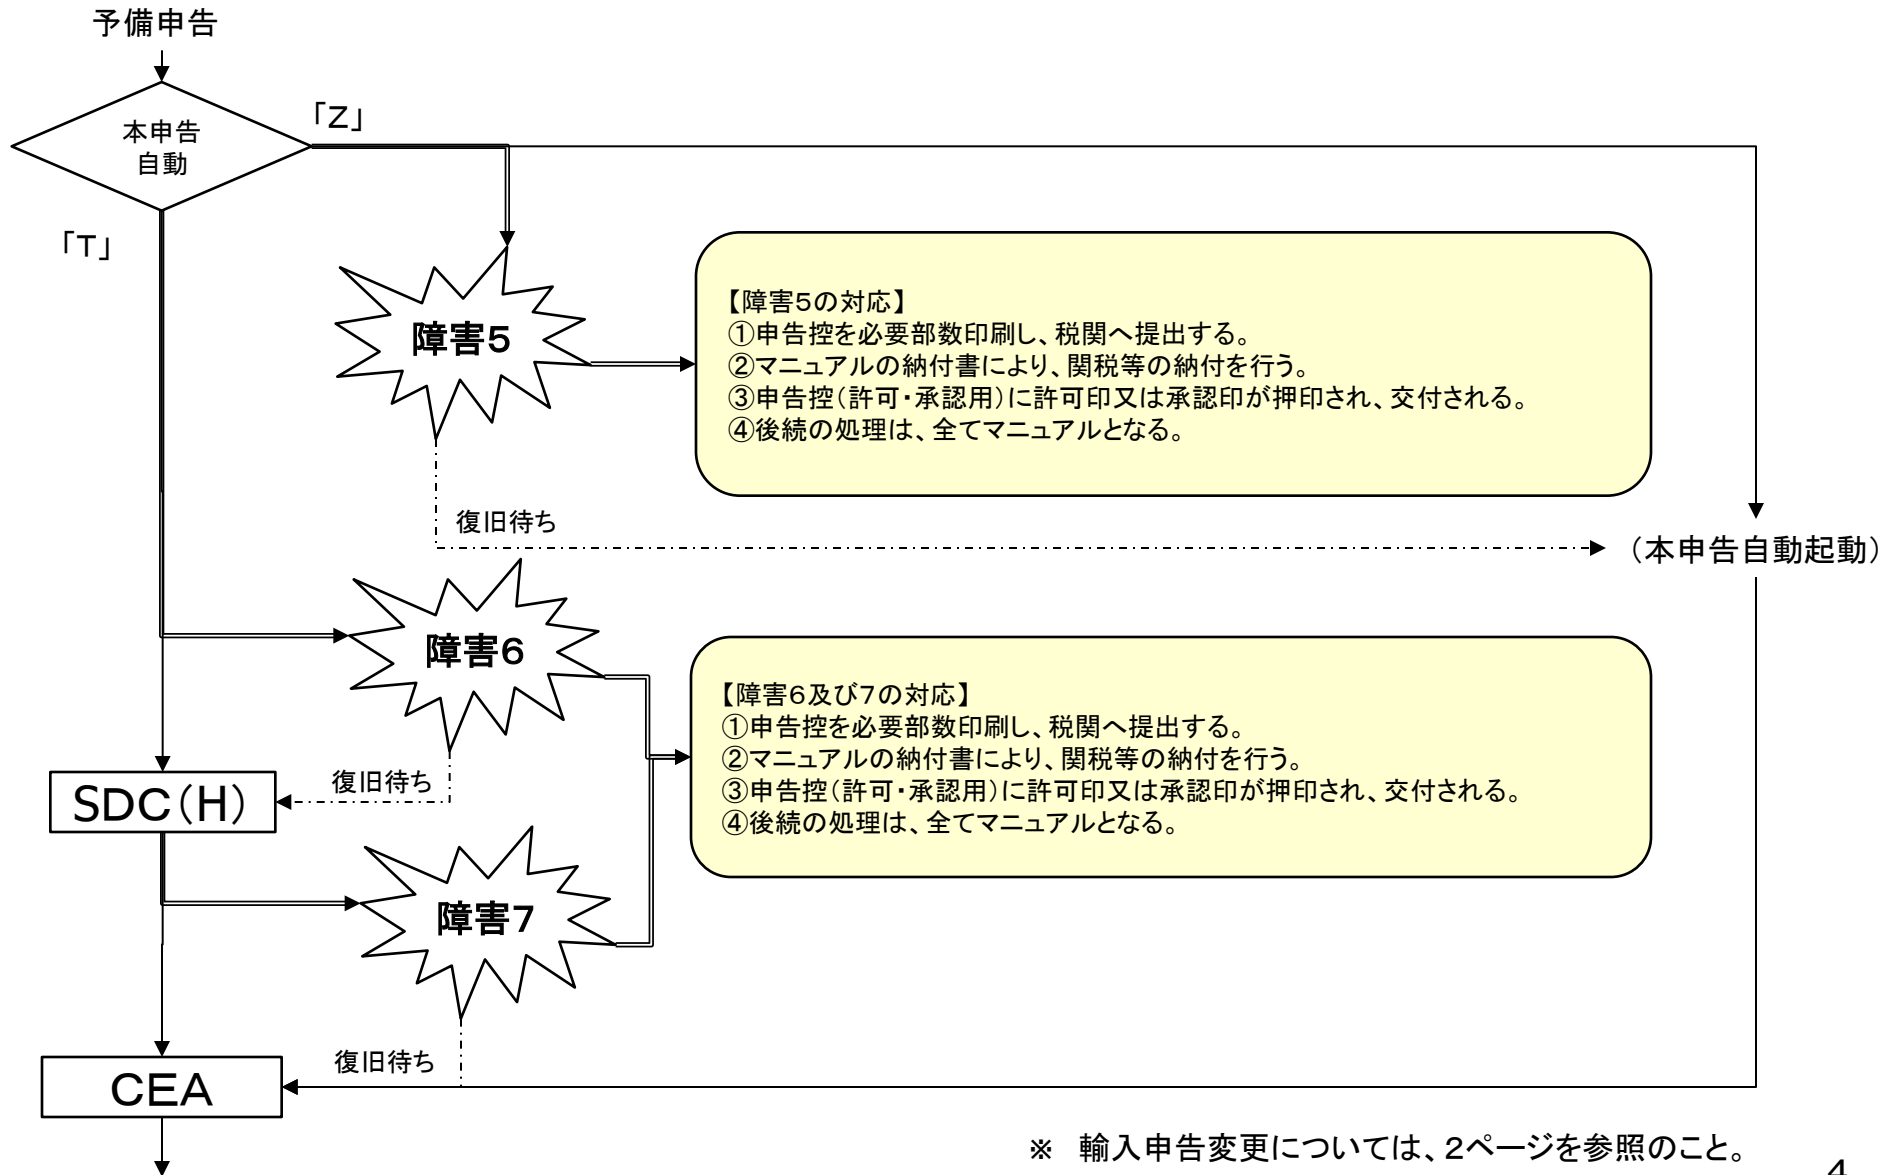 予備申告
本申告
自動
「Z」
「T」
障害5
【障害5の対応】
①申告控を必要部数印刷し、税関へ提出する。
②マニュアルの納付書により、関税等の納付を行う。
③申告控(許可・承認用)に許可印又は承認印が押印され、交付される。
④後続の処理は、全てマニュアルとなる。
復旧待ち
(本申告自動起動)
障害6
【障害6及び7の対応】
①申告控を必要部数印刷し、税関へ提出する。
②マニュアルの納付書により、関税等の納付を行う。
③申告控(許可・承認用)に許可印又は承認印が押印され、交付される。
④後続の処理は、全てマニュアルとなる。
復旧待ち
SDC(H)
障害7
復旧待ち
CEA
※ 輸入申告変更については、2ページを参照のこと。
4